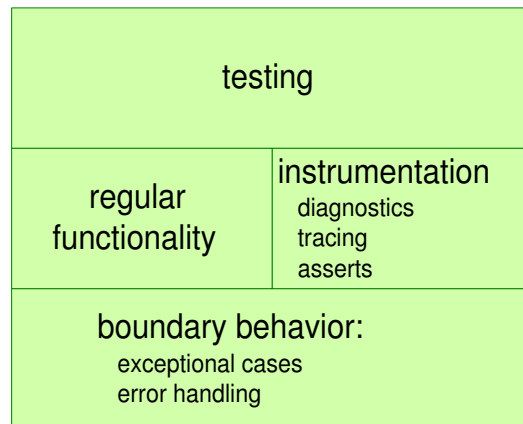 testing
regular
functionality
instrumentation
diagnostics
tracing
asserts
boundary behavior:
exceptional cases
error handling